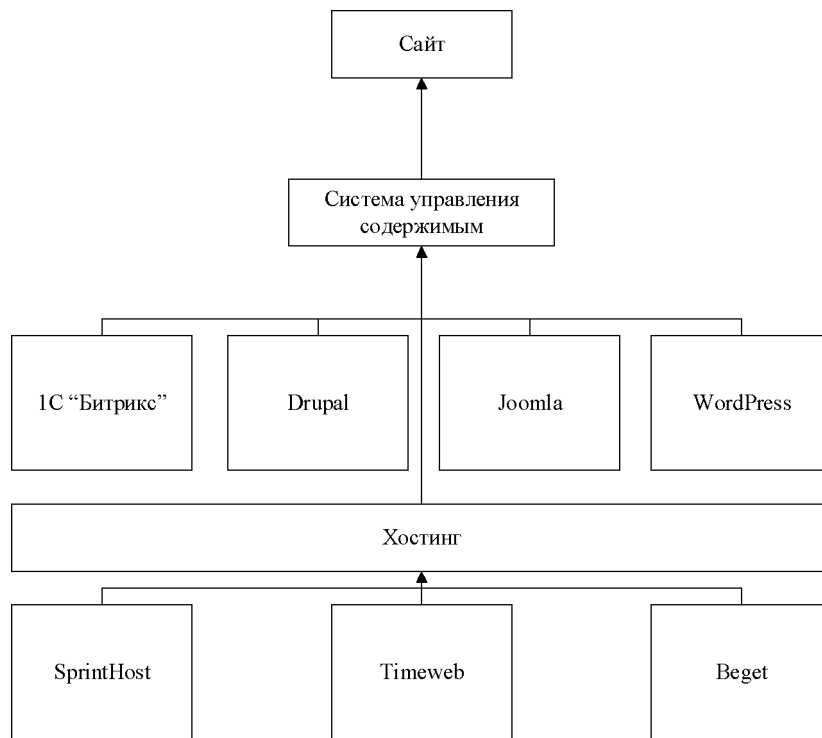 Сайт
Система управления
содержимым
1С “Битрикс”
Drupal
Joomla
WordPress
Хостинг
SprintHost
Timeweb
Beget